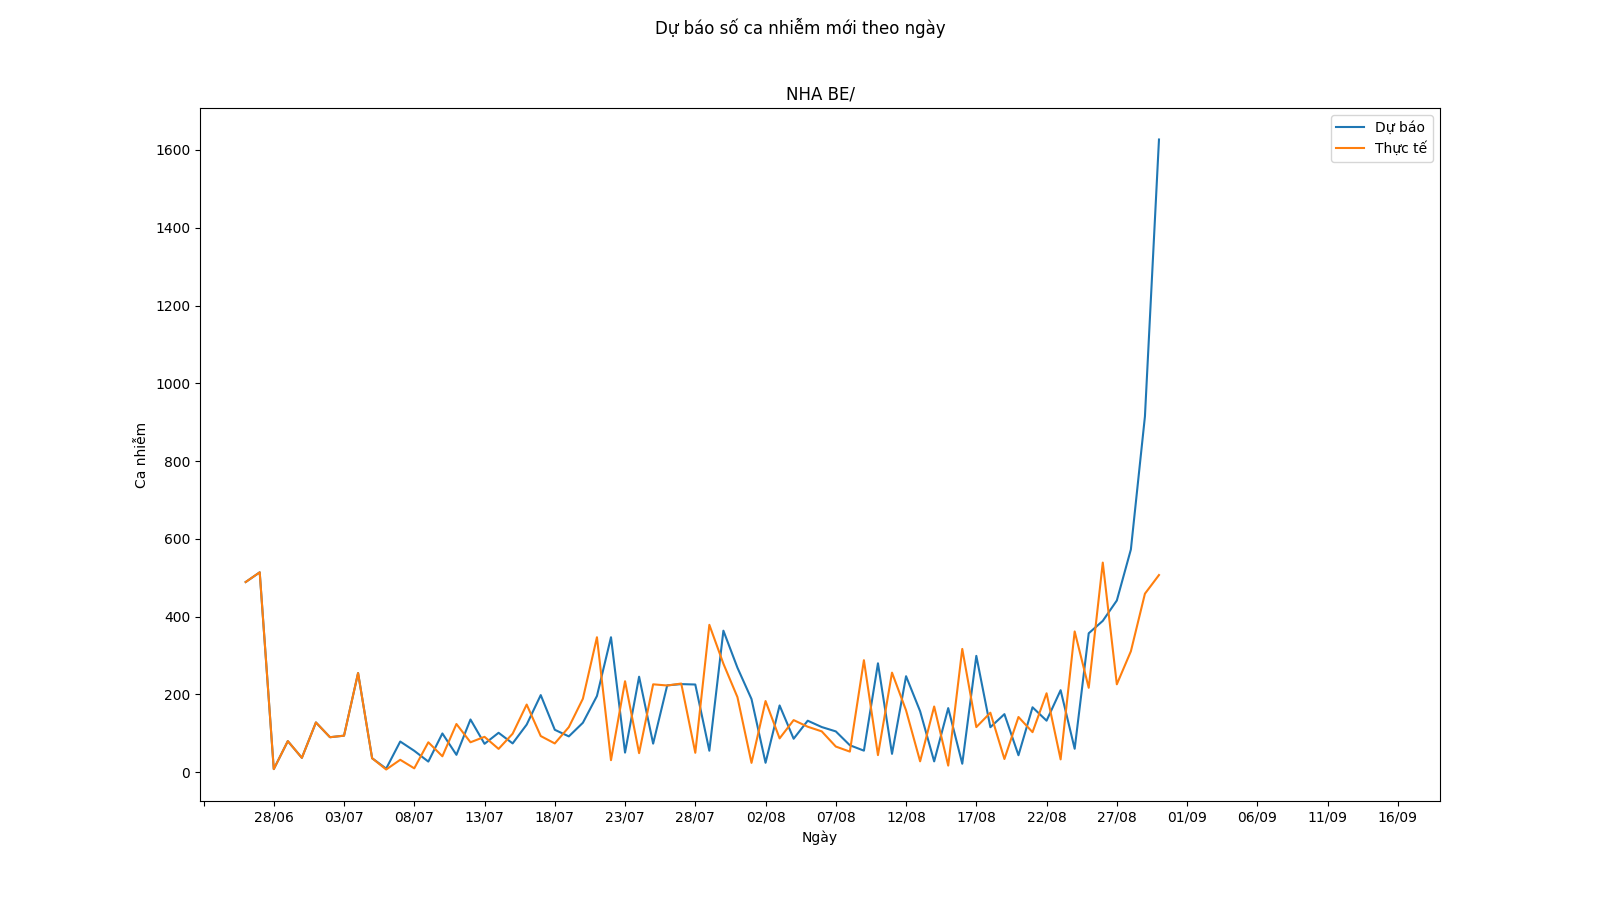 Dự báo số ca nhiễm mới theo ngày
NHA BE/
Dự báo
Thực tế
1600
1400
1200
1000
800
600
400
200
0
Ca nhiễm
28/06 03/07 08/07 13/07 18/07 23/07 28/07 02/08 07/08 12/08 17/08 22/08 27/08 01/09 06/09 11/09 16/09
Ngày